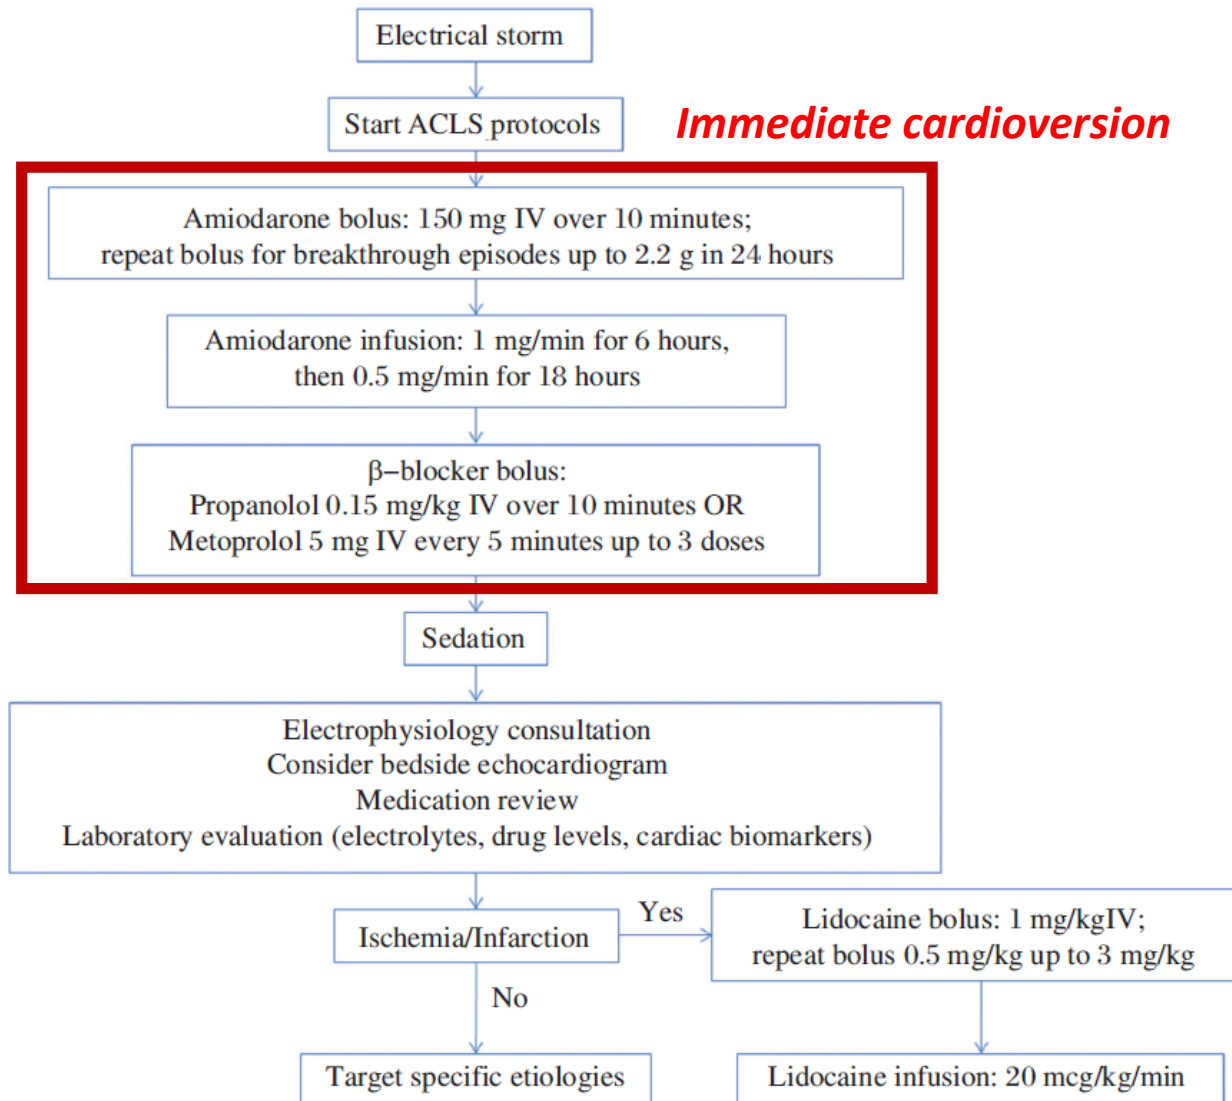 Electrical storm
Start ACLS protocols
Immediate cardioversion
Amiodarone bolus: 150 mg IV over 10 minutes;
repeat bolus for breakthrough episodes up to 2.2 g in 24 hours
Amiodarone infusion: 1 mg/min for 6 hours,
then 0.5 mg/min for 18 hours
β–blocker bolus:
Propanolol 0.15 mg/kg IV over 10 minutes OR
Metoprolol 5 mg IV every 5 minutes up to 3 doses
Sedation
Electrophysiology consultation
Consider bedside echocardiogram
Medication review
Laboratory evaluation (electrolytes, drug levels, cardiac biomarkers)
Ischemia/Infarction
Yes
Lidocaine bolus: 1 mg/kgIV;
repeat bolus 0.5 mg/kg up to 3 mg/kg
No
Target specific etiologies
Lidocaine infusion: 20 mcg/kg/min